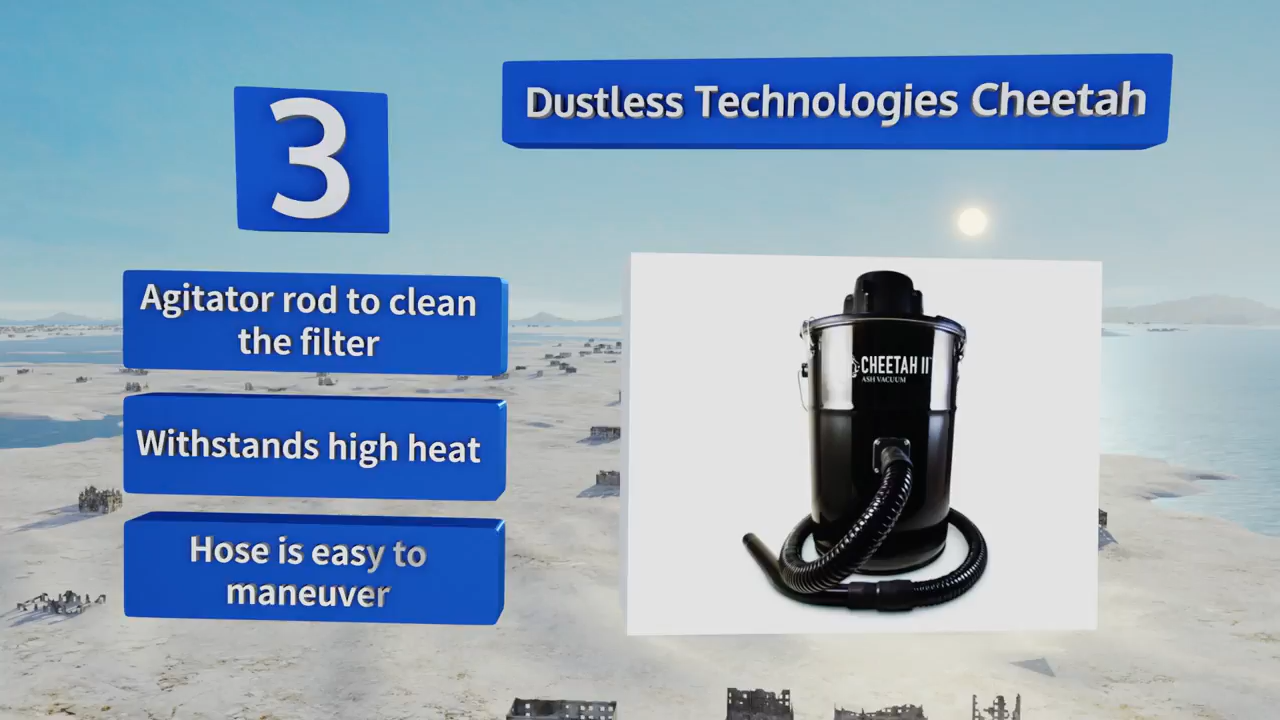 3
Dustless Technologies Cheetah
Agitator rod to clean
the filter
Withstands high heat
Hose is easy to
maneuver
CHEETAH II
ASH VACUUM